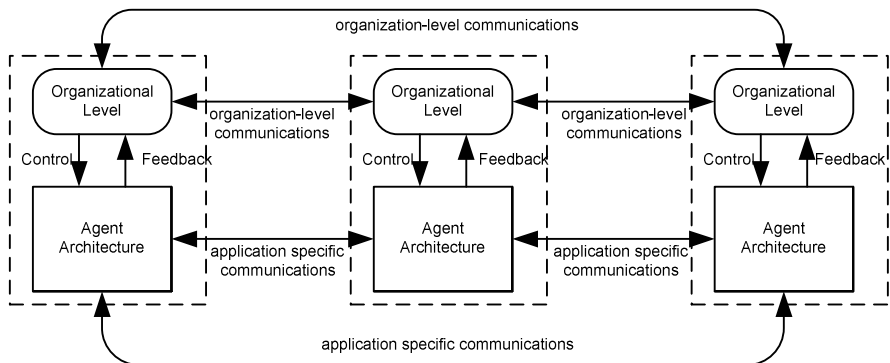 organization-level communications
Organizational
Level
Organizational
Level
Organizational
Level
organization-level
communications
organization-level
communications
Control
Feedback
Control
Feedback
Control
Feedback
Agent
Architecture
Agent
Architecture
Agent
Architecture
application specific
communications
application specific
communications
application specific communications